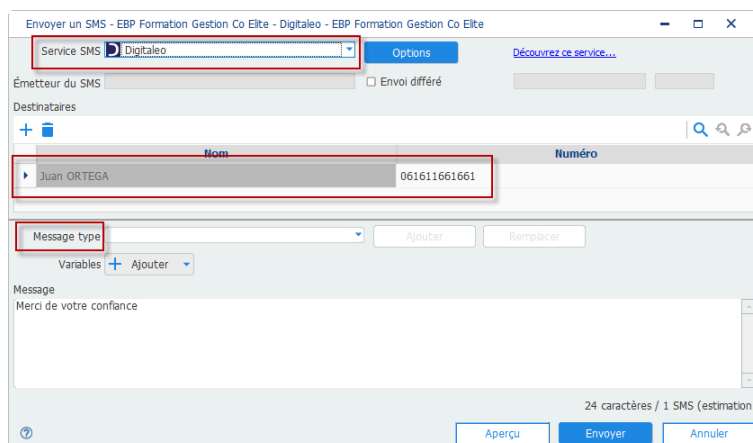 Envoyer un SMS - EBP Formation Gestion Co Elite - Digitaleo - EBP Formation Gestion Co Elite
Service SMS Digitaleo Options Découvrez ce service...
Émetteur du SMS Envoi différé
Destinataires
Nom Numéro
Juan ORTEGA 061611661661
Message type Ajouter Remplacer
Variables Ajouter
Message
Merci de votre confiance
24 caractères / 1 SMS (estimation
Aperçu Envoyer Annuler